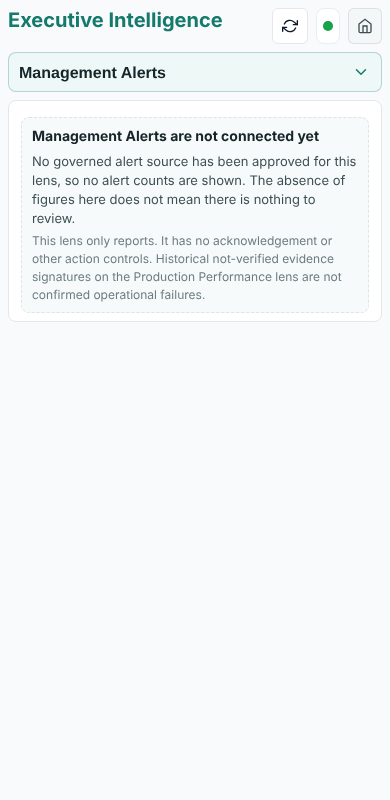 Executive Intelligence
Management Alerts
Management Alerts are not connected yet
No governed alert source has been approved for this
lens, so no alert counts are shown. The absence of
figures here does not mean there is nothing to
review.
This lens only reports. It has no acknowledgement or
other action controls. Historical not-verified evidence
signatures on the Production Performance lens are not
confirmed operational failures.